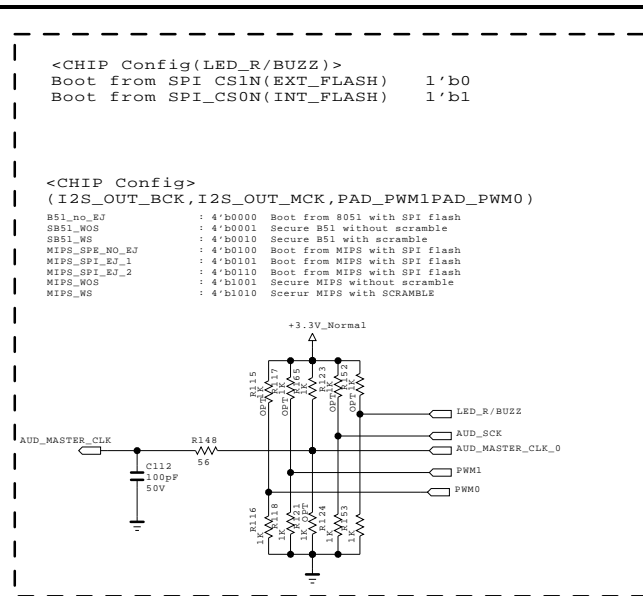 <CHIP Config(LED_R/BUZZ)>
Boot from SPI CS1N(EXT_FLASH) 1'b0
Boot from SPI_CS0N(INT_FLASH) 1'b1
<CHIP Config>
(I2S_OUT_BCK,I2S_OUT_MCK,PAD_PWM1PAD_PWM0)
B51_no_EJ : 4'b0000 Boot from 8051 with SPI flash
SB51_WOS : 4'b0001 Secure B51 without scramble
SB51_WS : 4'b0010 Secure B51 with scramble
MIPS_SPE_NO_EJ : 4'b0100 Boot from MIPS with SPI flash
MIPS_SPI_EJ_1 : 4'b0101 Boot from MIPS with SPI flash
MIPS_SPI_EJ_2 : 4'b0110 Boot from MIPS with SPI flash
MIPS_WOS : 4'b1001 Secure MIPS without scramble
MIPS_WS : 4'b1010 Scerur MIPS with SCRAMBLE
+3.3V_Normal
R115
OPT 1K
R117
OPT 1K
R165
1K
R123
OPT 1K
R152
OPT 1K
LED_R/BUZZ
AUD_SCK
AUD_MASTER_CLK_0
PWM1
PWM0
AUD_MASTER_CLK
R148
56
C112
100pF
50V
R116
1K
R118
1K
R121
1K OPT
R124
1K
R153
1K